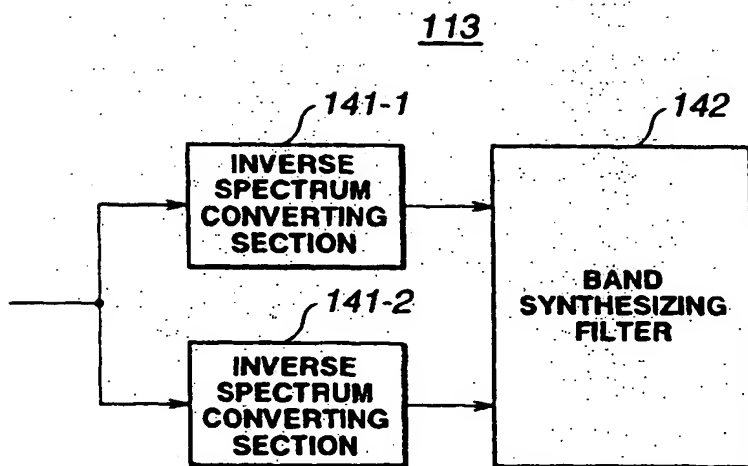 113
141-1
142
INVERSE
SPECTRUM
CONVERTING
SECTION
BAND
SYNTHESIZING
FILTER
141-2
INVERSE
SPECTRUM
CONVERTING
SECTION